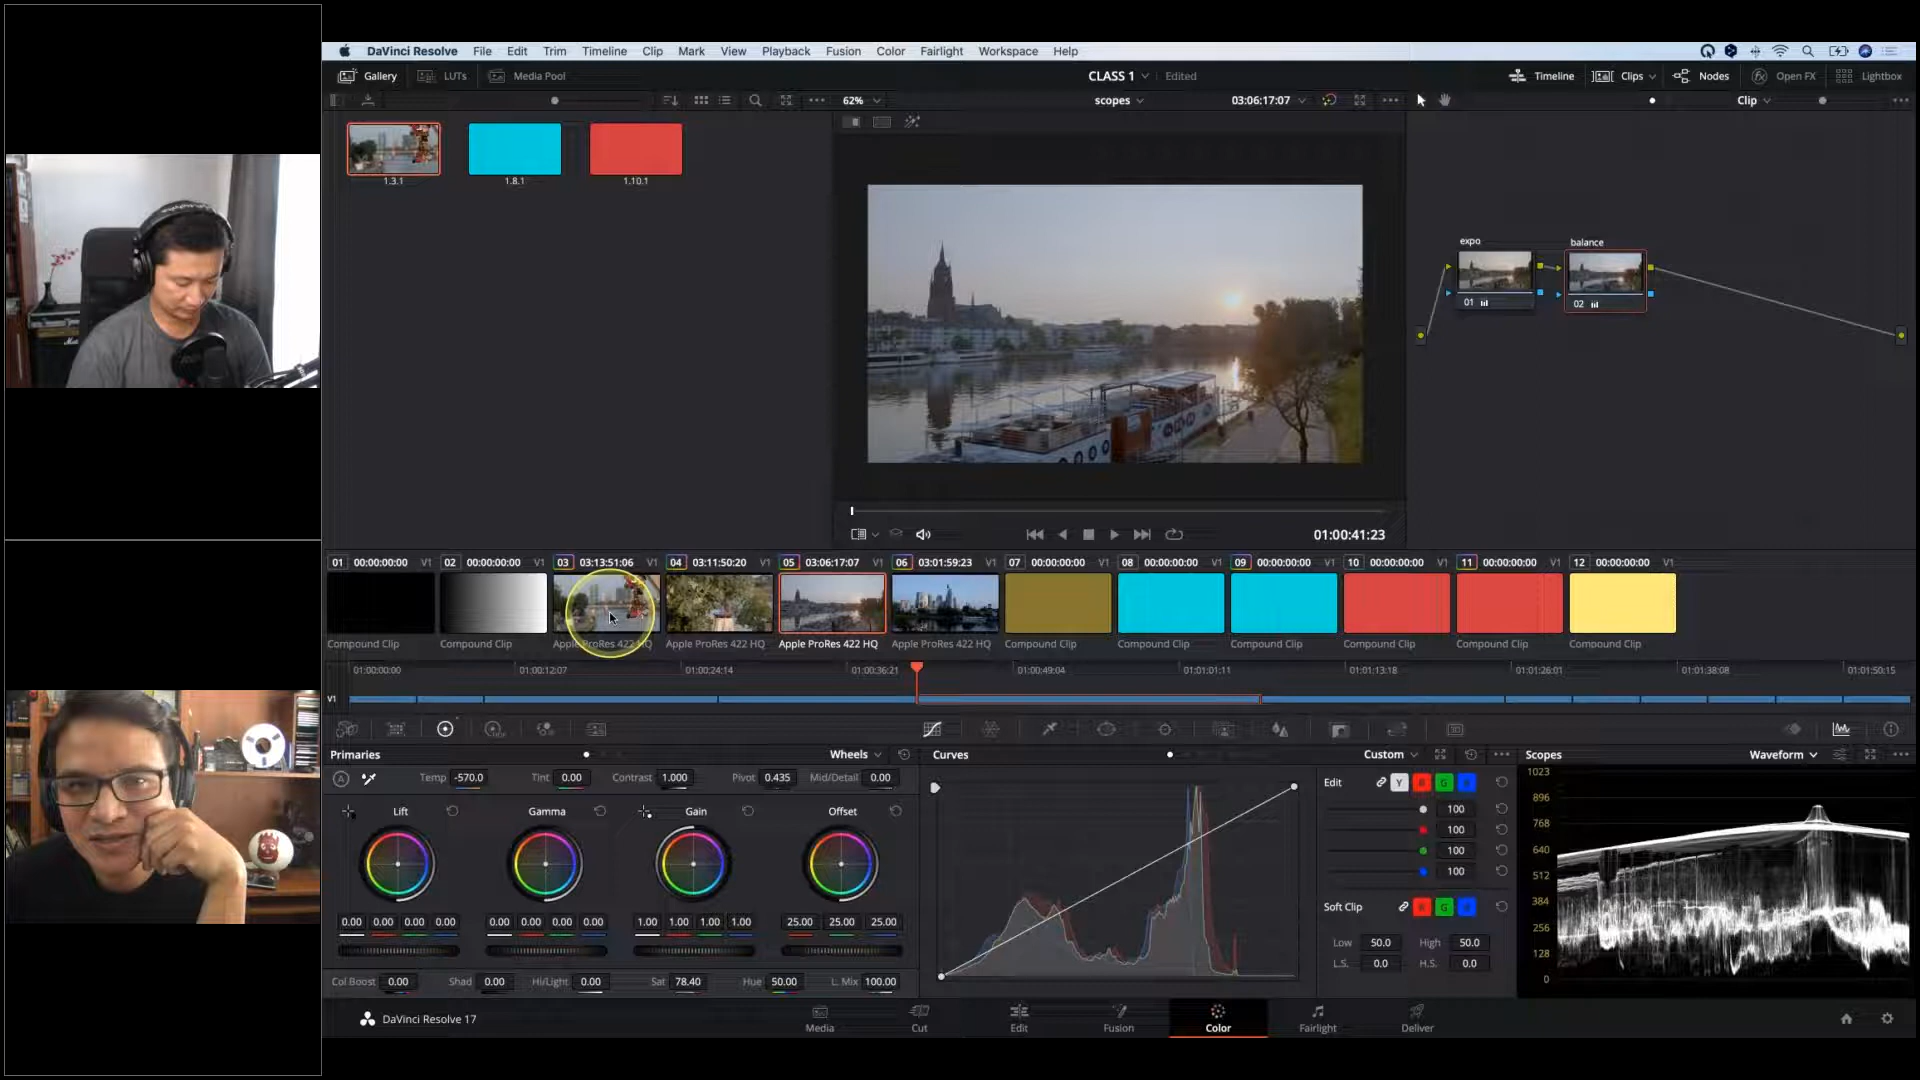 DaVinci Resolve File Edit Trim Timeline Clip Mark View Playback Fusion Color Fairlight Workspace Help
Gallery LUTs Media Pool CLASS 1 Edited Timeline Clips Nodes Open FX Lightbox
62% scopes 03:06:17:07 Clip
1.3.1 1.8.1 1.10.1
expo balance
01 02
01:00:41:23
01 00:00:00:00 V1 02 00:00:00:00 V1 03 03:13:51:06 V1 04 03:11:50:20 V1 05 03:06:17:07 V1 06 03:01:59:23 V1 07 00:00:00:00 V1 08 00:00:00:00 V1 09 00:00:00:00 V1 10 00:00:00:00 V1 11 00:00:00:00 V1 12 00:00:00:00 V1
Compound Clip Compound Clip Apple ProRes 422 HQ Apple ProRes 422 HQ Apple ProRes 422 HQ Apple ProRes 422 HQ Compound Clip Compound Clip Compound Clip Compound Clip Compound Clip Compound Clip
01:00:00:00 01:00:12:07 01:00:24:14 01:00:36:21 01:00:49:04 01:01:01:11 01:01:13:18 01:01:26:01 01:01:38:08 01:01:50:15
V1
Primaries Wheels Curves Custom Scopes Waveform
Temp -570.0 Tint 0.00 Contrast 1.000 Pivot 0.435 Mid/Detail 0.00
Lift Gamma Gain Offset
0.00 0.00 0.00 0.00 0.00 0.00 0.00 0.00 1.00 1.00 1.00 1.00 25.00 25.00 25.00
Col Boost 0.00 Shad 0.00 Hi/Light 0.00 Sat 78.40 Hue 50.00 L. Mix 100.00
Edit Y
100
100
100
100
Soft Clip G
Low 50.0 High 50.0
L.S. 0.0 H.S. 0.0
1023
896
768
640
512
384
256
128
0
DaVinci Resolve 17 Media Cut Edit Fusion Color Fairlight Deliver